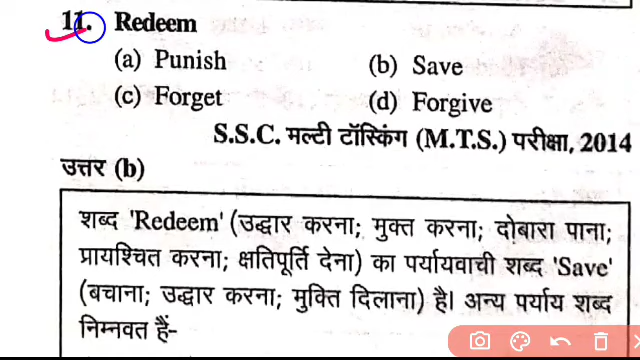 11. Redeem
(a) Punish (b) Save
(c) Forget (d) Forgive
S.S.C. मल्टी टॉस्किंग (M.T.S.) परीक्षा, 2014
उत्तर (b)
शब्द 'Redeem' (उद्धार करना; मुक्त करना; दोबारा पाना;
प्रायश्चित करना; क्षतिपूर्ति देना) का पर्यायवाची शब्द 'Save'
(बचाना; उद्धार करना; मुक्ति दिलाना) है। अन्य पर्याय शब्द
निम्नवत हैं-